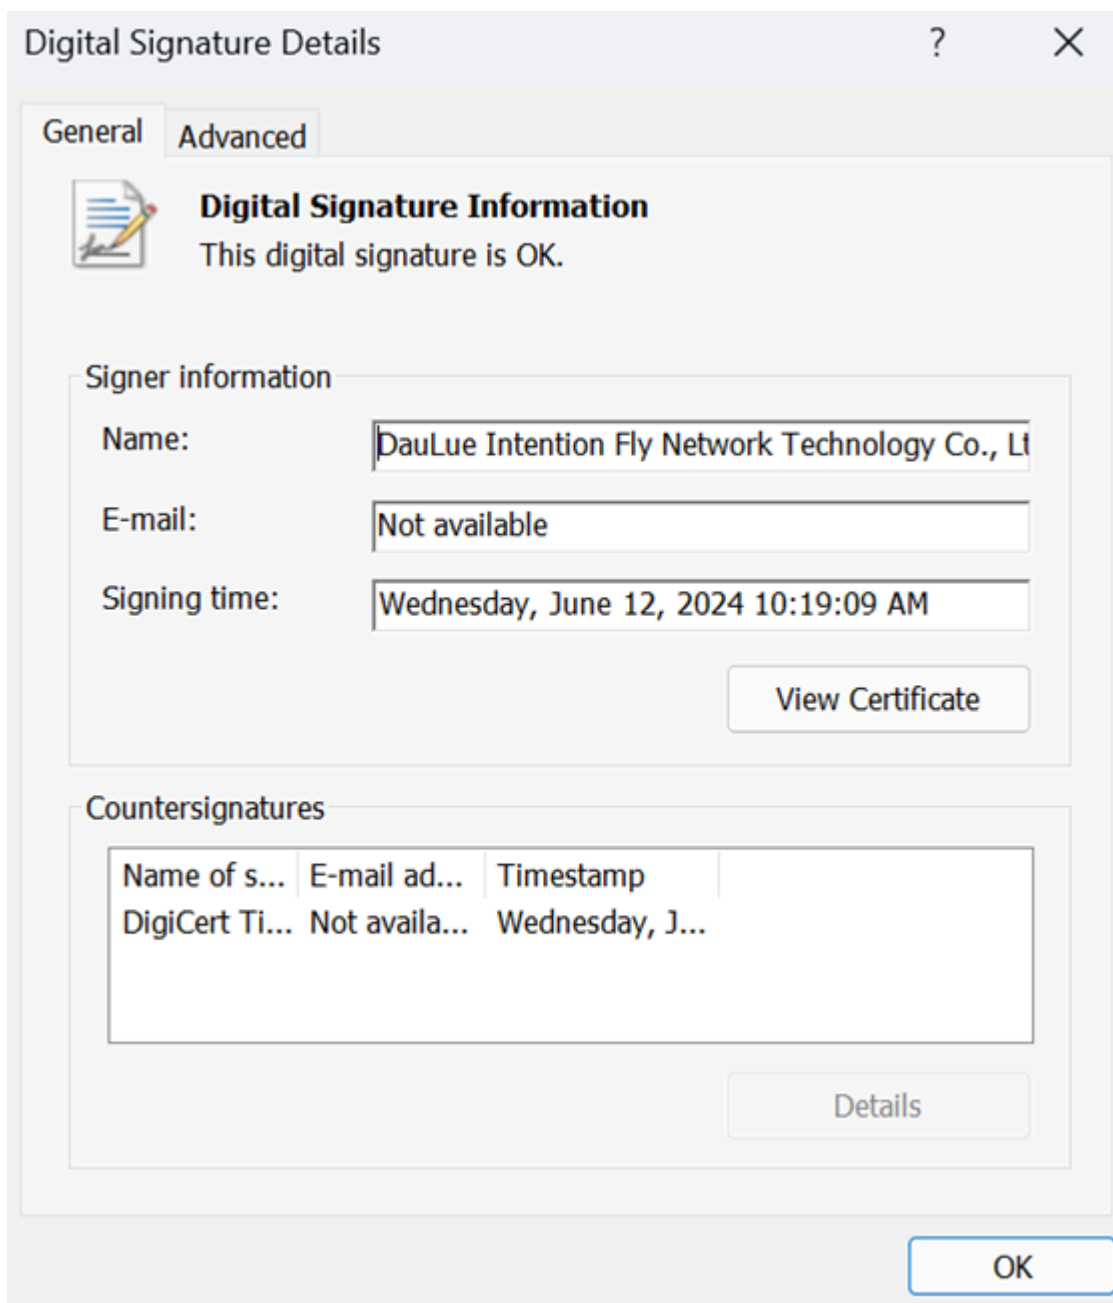 Digital Signature Details ?
General Advanced
Digital Signature Information
This digital signature is OK.
Signer information
Name: DauLue Intention Fly Network Technology Co., Lt
E-mail: Not available
Signing time: Wednesday, June 12, 2024 10:19:09 AM
View Certificate
Countersignatures
Name of s... E-mail ad... Timestamp
DigiCert Ti... Not availa... Wednesday, J...
Details
OK